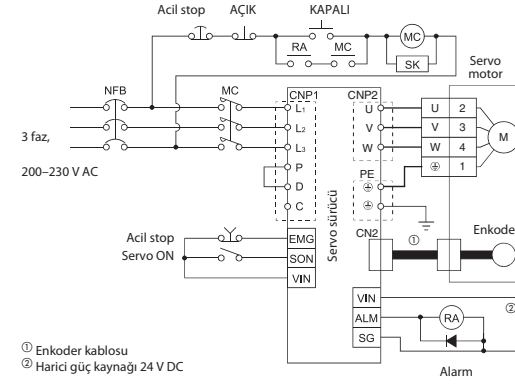 Acil stop AÇIK KAPALI
RA MC
MC
SK
NFB MC
CNP1 CNP2
Servo motor
L1 U U 2
L2 V V 3
L3 W W 4
M
3 faz,
200–230 V AC
P
D
C
PE
1
Servo sürücü
CN2
①
Enkode
Acil stop
Servo ON
EMG
SON
VIN
VIN
②
ALM RA
SG
Alarm
① Enkoder kablosu
② Harici güç kaynağı 24 V DC